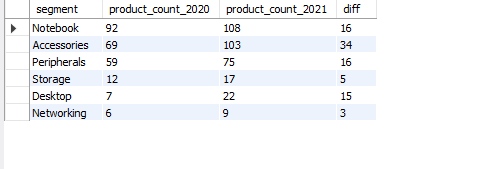 segment product_count_2020 product_count_2021 diff
Notebook 92 108 16
Accessories 69 103 34
Peripherals 59 75 16
Storage 12 17 5
Desktop 7 22 15
Networking 6 9 3